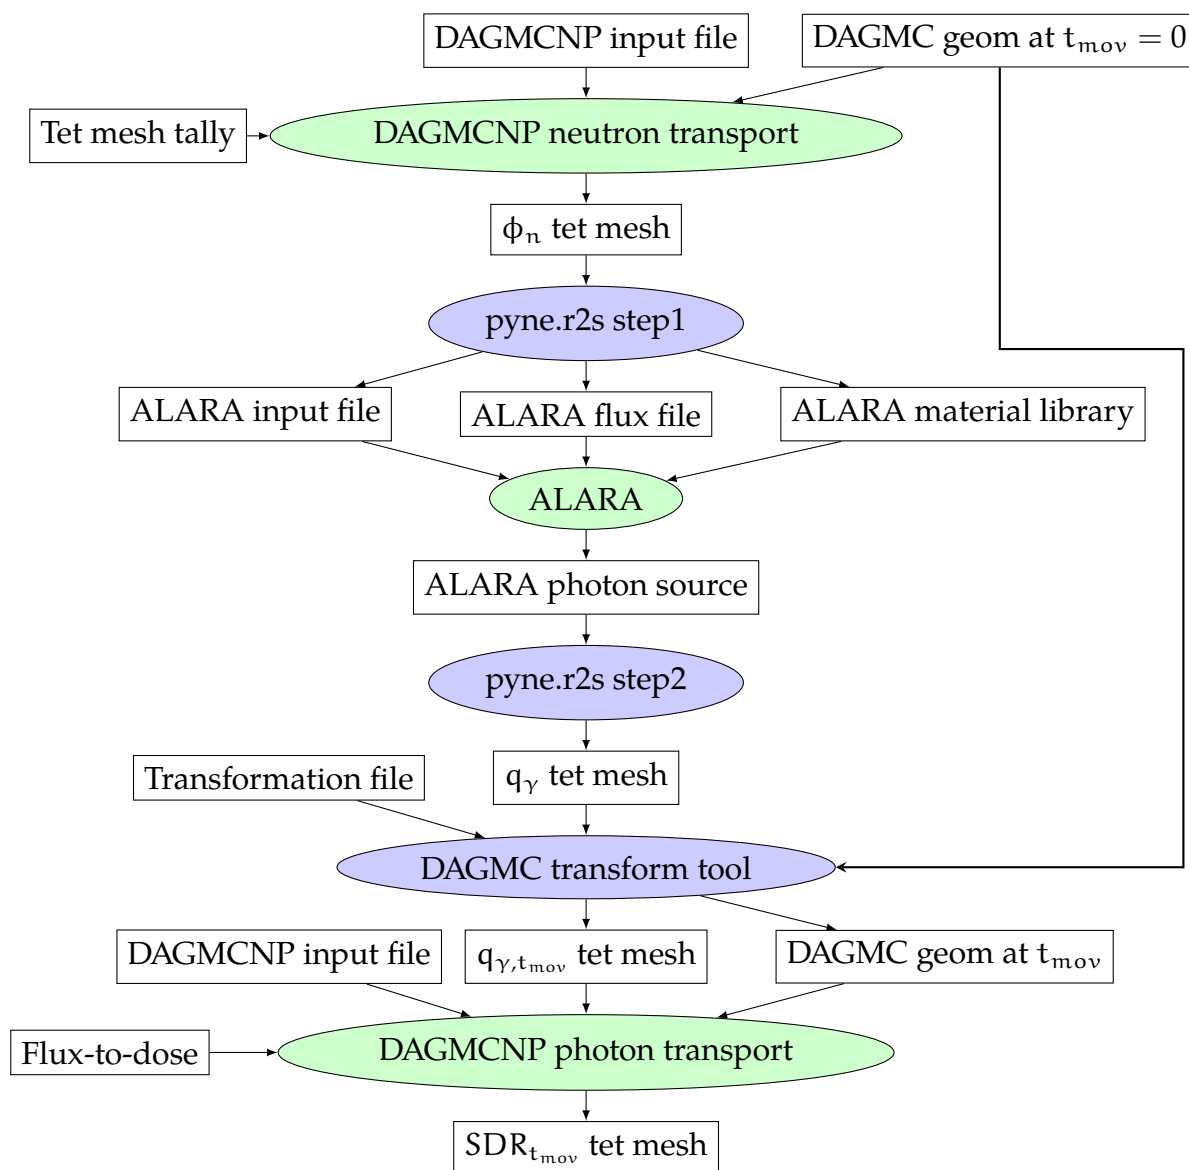 DAGMCNP input file
DAGMC geom at t_mov = 0
Tet mesh tally
DAGMCNP neutron transport
ϕ_n tet mesh
pyne.r2s step1
ALARA input file
ALARA flux file
ALARA material library
ALARA
ALARA photon source
pyne.r2s step2
Transformation file
q_γ tet mesh
DAGMC transform tool
DAGMCNP input file
q_γ,t_mov tet mesh
DAGMC geom at t_mov
Flux-to-dose
DAGMCNP photon transport
SDR_t_mov tet mesh